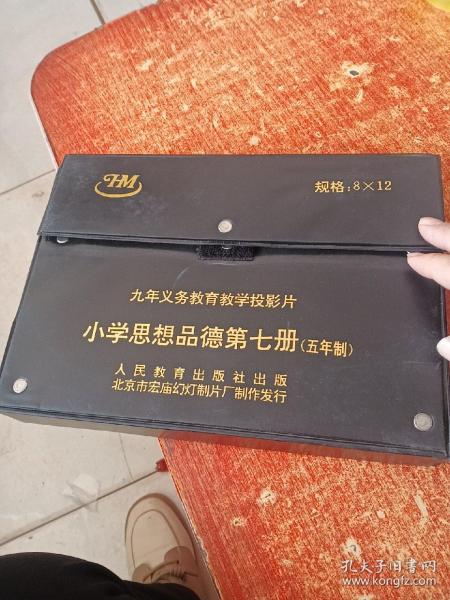 HM
规格:8×12
九年义务教育教学投影片
小学思想品德第七册(五年制)
人民教育出版社出版
北京市宏庙幻灯制片厂制作发行
孔夫子旧书网
www.kongfz.com